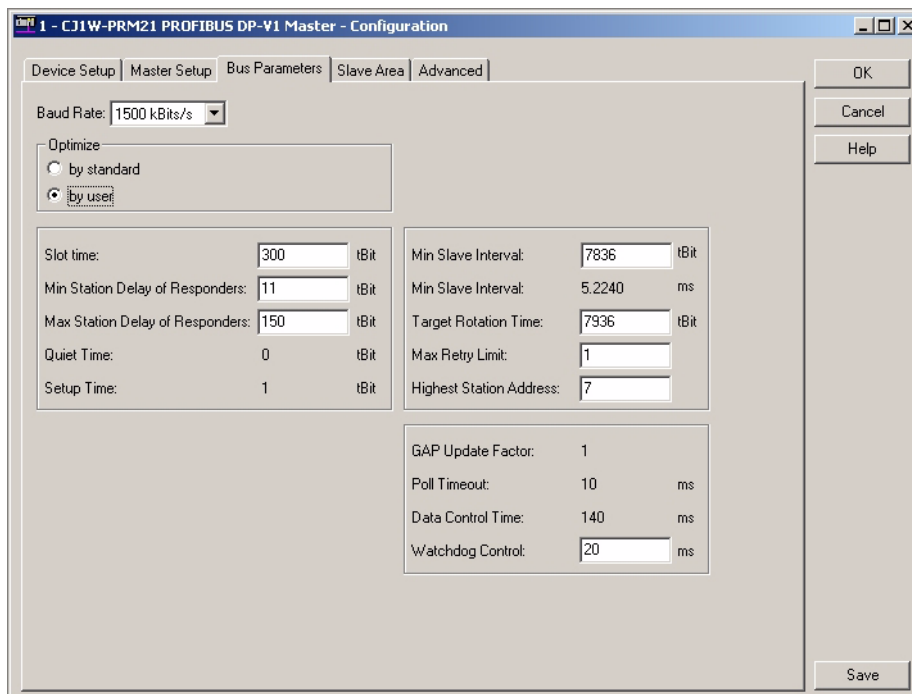 1 - CJ1W-PRM21 PROFIBUS DP-V1 Master - Configuration
Device Setup Master Setup Bus Parameters Slave Area Advanced
OK
Cancel
Help
Baud Rate: 1500 kBits/s
Optimize
by standard
by user
Slot time: 300 tBit
Min Station Delay of Responders: 11 tBit
Max Station Delay of Responders: 150 tBit
Quiet Time: 0 tBit
Setup Time: 1 tBit
Min Slave Interval: 7836 tBit
Min Slave Interval: 5.2240 ms
Target Rotation Time: 7936 tBit
Max Retry Limit: 1
Highest Station Address: 7
GAP Update Factor: 1
Poll Timeout: 10 ms
Data Control Time: 140 ms
Watchdog Control: 20 ms
Save